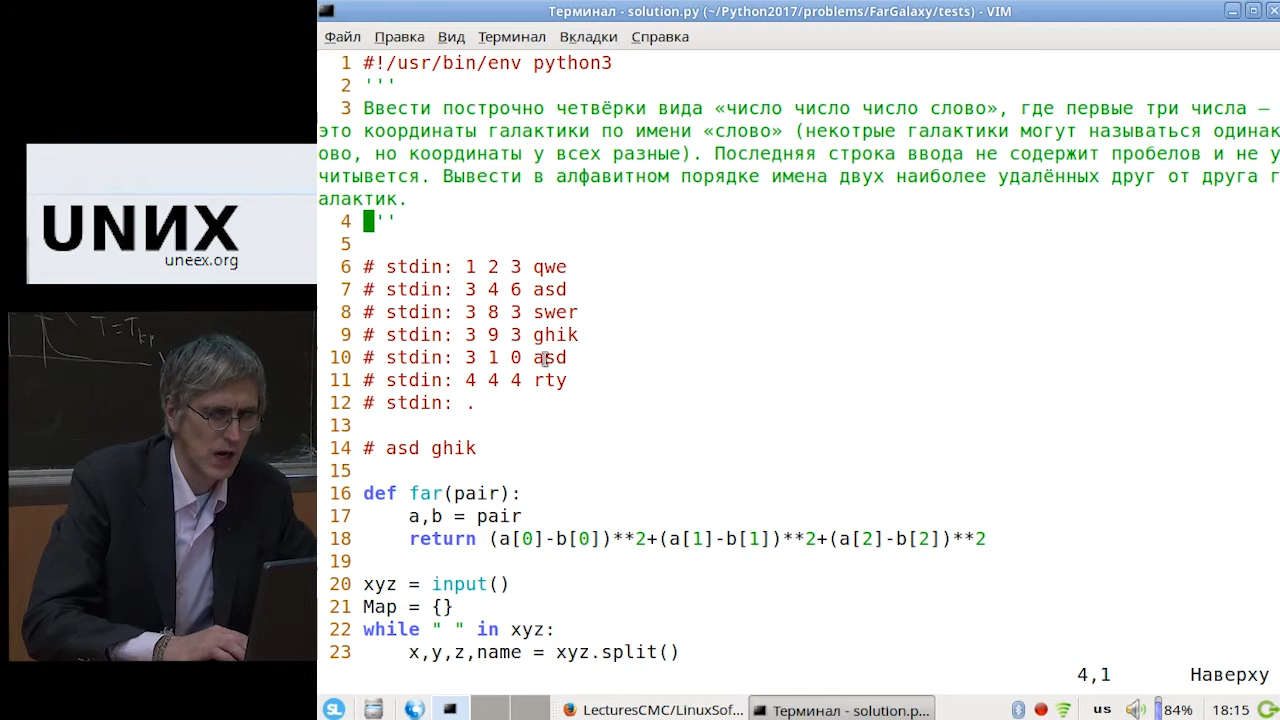 Терминал - solution.py (~/Python2017/problems/FarGalaxy/tests) - VIM
Файл Правка Вид Терминал Вкладки Справка
1 #!/usr/bin/env python3
2 '''
3 Ввести построчно четвёрки вида «число число число слово», где первые три числа —
это координаты галактики по имени «слово» (некотрые галактики могут называться одинак
ово, но координаты у всех разные). Последняя строка ввода не содержит пробелов и не у
читывется. Вывести в алфавитном порядке имена двух наиболее удалённых друг от друга г
алактик.
4 '''
5
6 # stdin: 1 2 3 qwe
7 # stdin: 3 4 6 asd
8 # stdin: 3 8 3 swer
9 # stdin: 3 9 3 ghik
10 # stdin: 3 1 0 asd
11 # stdin: 4 4 4 rty
12 # stdin: .
13
14 # asd ghik
15
16 def far(pair):
17 a,b = pair
18 return (a[0]-b[0])**2+(a[1]-b[1])**2+(a[2]-b[2])**2
19
20 xyz = input()
21 Map = {}
22 while " " in xyz:
23 x,y,z,name = xyz.split()
4,1 Наверху
UNИX
uneex.org
T=Tкр
SL
LecturesCMC/LinuxSof...
Терминал - solution.p...
us
84%
18:15